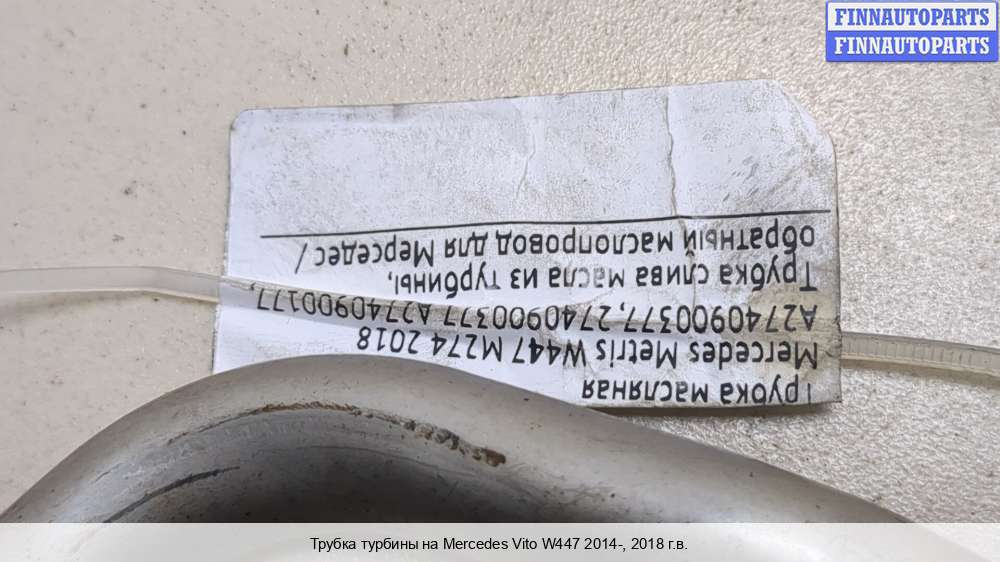 FINNAUTOPARTS
FINNAUTOPARTS
Трубка масляная
Mercedes Metris W447 M274 2018
A2740900377, 2740900377 A2740900177,
Трубка слива масла из турбины,
обратный маслопровод для Мерседес /
Трубка турбины на Mercedes Vito W447 2014-, 2018 г.в.